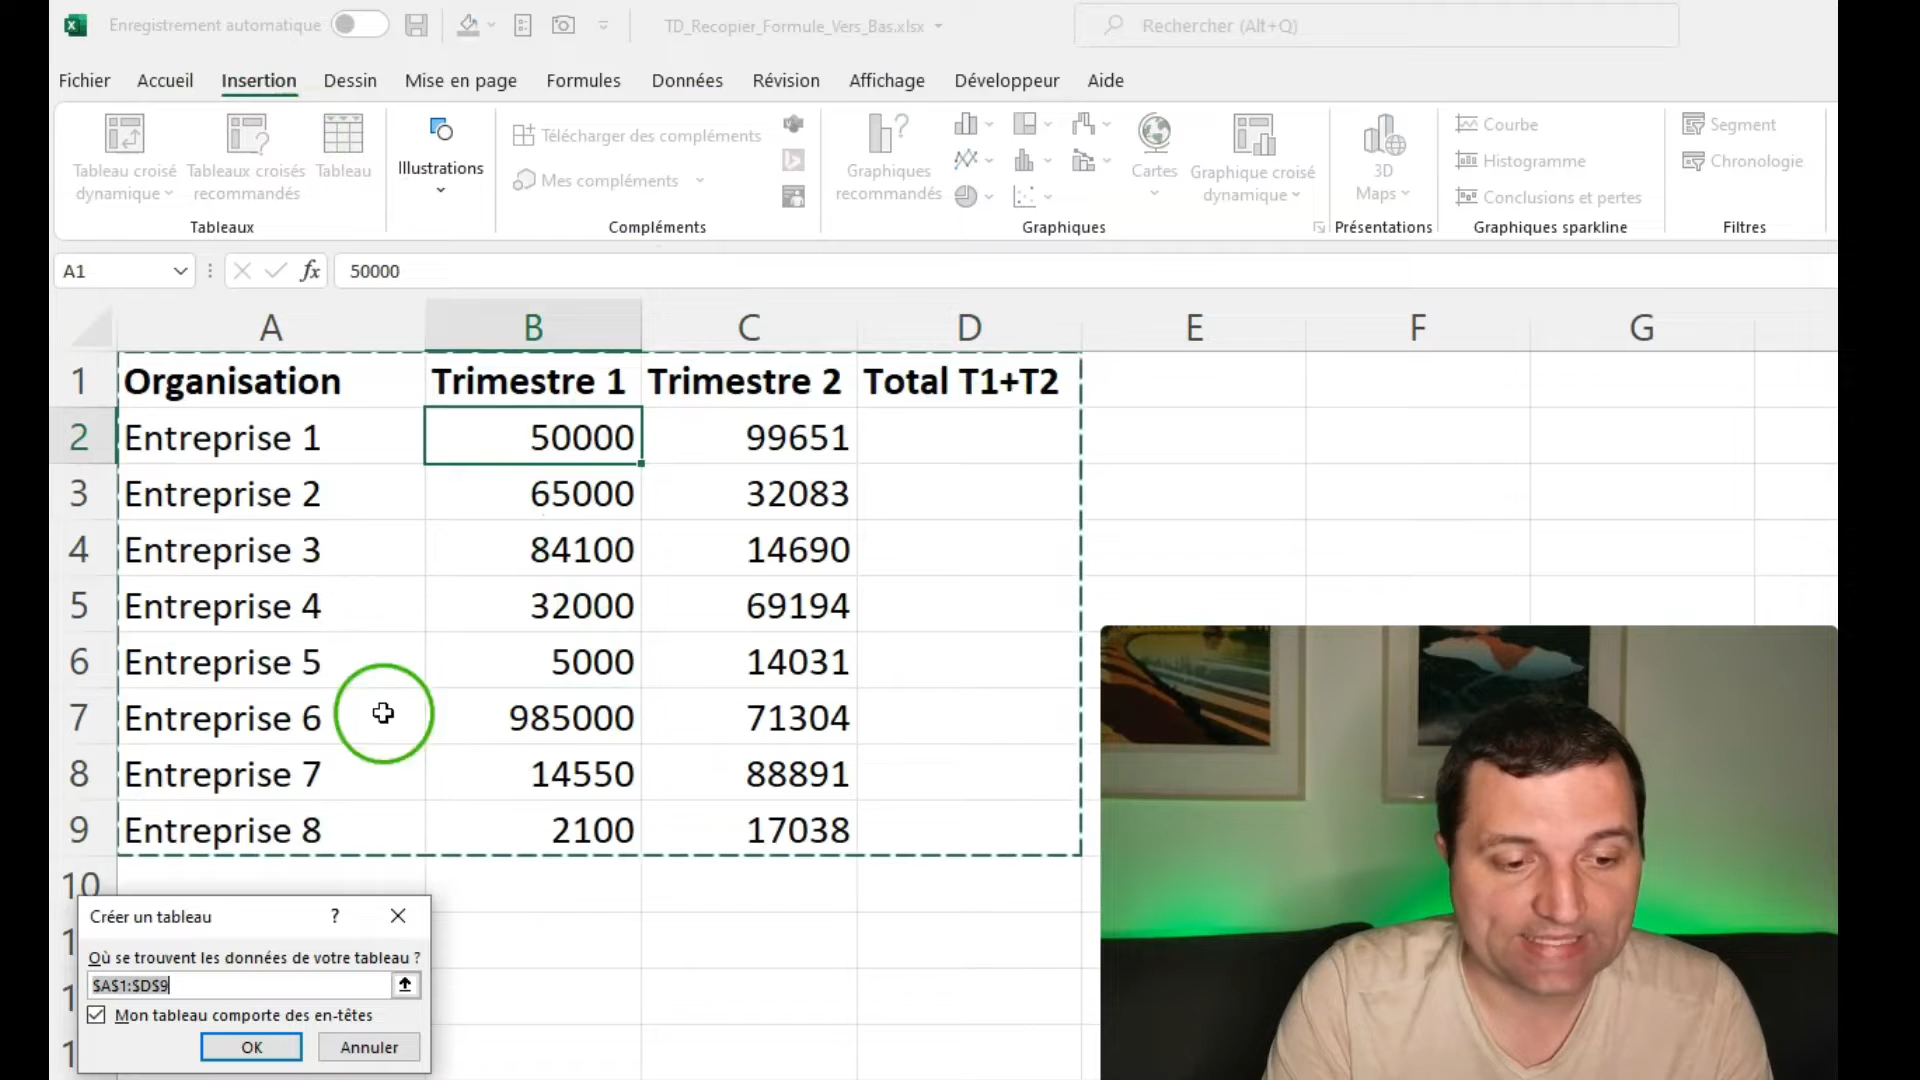 Enregistrement automatique
TD_Recopier_Formule_Vers_Bas.xlsx
Rechercher (Alt+Q)
Fichier Accueil Insertion Dessin Mise en page Formules Données Révision Affichage Développeur Aide
Tableau croisé dynamique
Tableaux croisés recommandés
Tableau
Tableaux
Illustrations
Télécharger des compléments
Mes compléments
Compléments
Graphiques recommandés
Cartes
Graphique croisé dynamique
Graphiques
3D Maps
Présentations
Courbe
Histogramme
Conclusions et pertes
Graphiques sparkline
Segment
Chronologie
Filtres
A1 fx 50000
A B C D E F G
1 Organisation Trimestre 1 Trimestre 2 Total T1+T2
2 Entreprise 1 50000 99651
3 Entreprise 2 65000 32083
4 Entreprise 3 84100 14690
5 Entreprise 4 32000 69194
6 Entreprise 5 5000 14031
7 Entreprise 6 985000 71304
8 Entreprise 7 14550 88891
9 Entreprise 8 2100 17038
10
Créer un tableau ?
Où se trouvent les données de votre tableau ?
$A$1:$D$9
Mon tableau comporte des en-têtes
OK Annuler